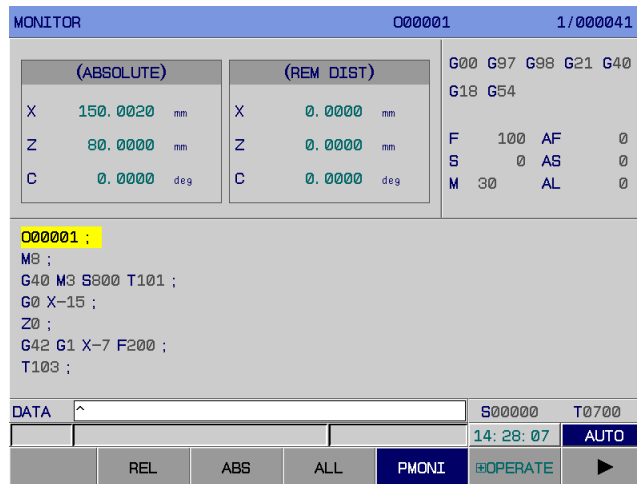 MONITOR O00001 1/000041
(ABSOLUTE) (REM DIST) G00 G97 G98 G21 G40
G18 G54
X 150.0020 mm X 0.0000 mm
Z 80.0000 mm Z 0.0000 mm
C 0.0000 deg C 0.0000 deg
F 100 AF 0
S 0 AS 0
M 30 AL 0
O00001 ;
M8 ;
G40 M3 S800 T101 ;
G0 X-15 ;
Z0 ;
G42 G1 X-7 F200 ;
T103 ;
DATA ^ S00000 T0700
14:28:07 AUTO
REL ABS ALL PMONI ⊞OPERATE ▶